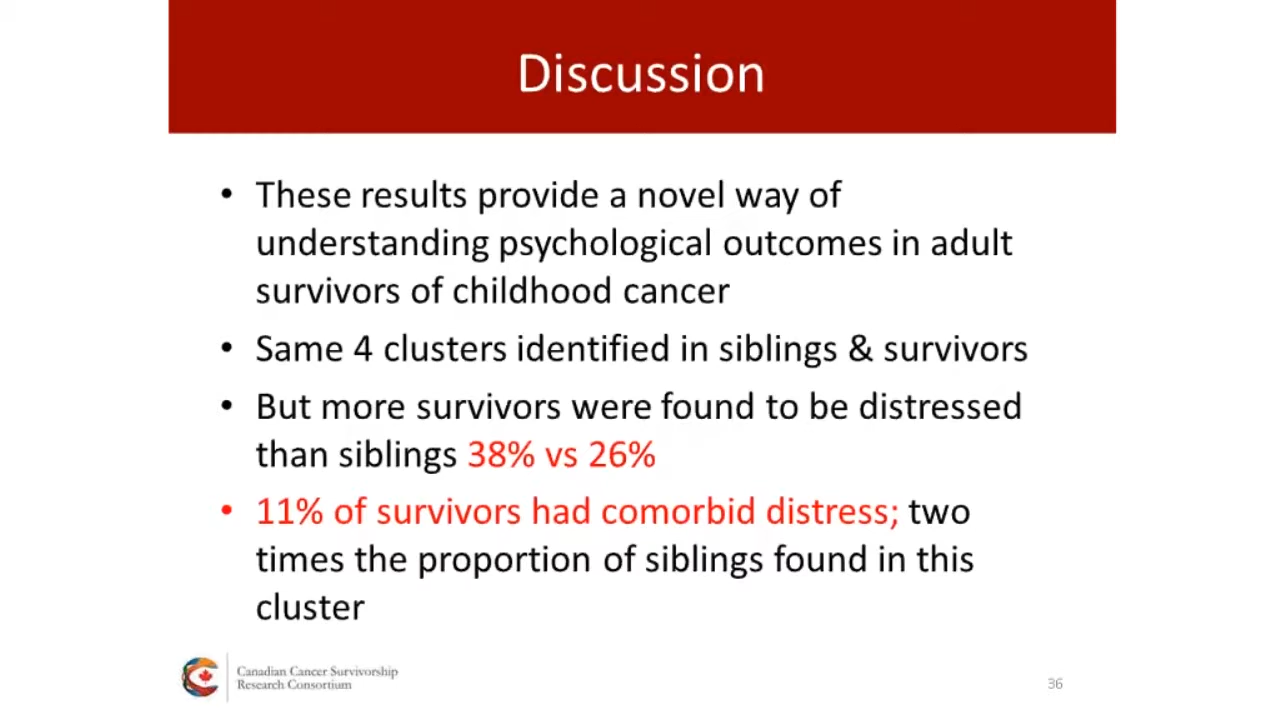 Discussion
• These results provide a novel way of
understanding psychological outcomes in adult
survivors of childhood cancer
• Same 4 clusters identified in siblings & survivors
• But more survivors were found to be distressed
than siblings 38% vs 26%
• 11% of survivors had comorbid distress; two
times the proportion of siblings found in this
cluster
Canadian Cancer Survivorship
Research Consortium
36